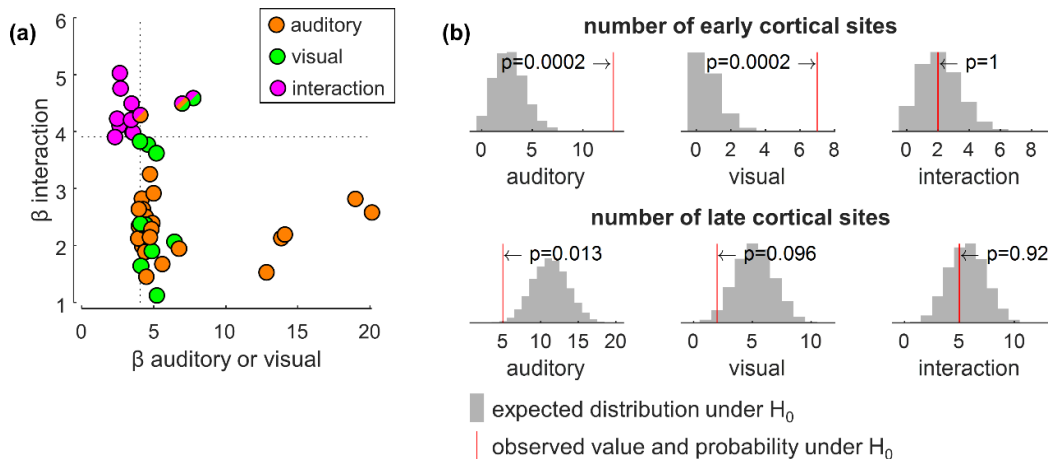 (a)
6
5
4
3
2
1
β interaction
0
5
10
15
20
β auditory or visual
auditory
visual
interaction
(b)
number of early cortical sites
p=0.0002 →
0
5
10
auditory
p=0.0002 →
0
2
4
6
8
visual
← p=1
0
2
4
6
8
interaction
number of late cortical sites
← p=0.013
5
10
15
20
auditory
← p=0.096
0
5
10
visual
← p=0.92
0
5
10
interaction
expected distribution under H₀
observed value and probability under H₀